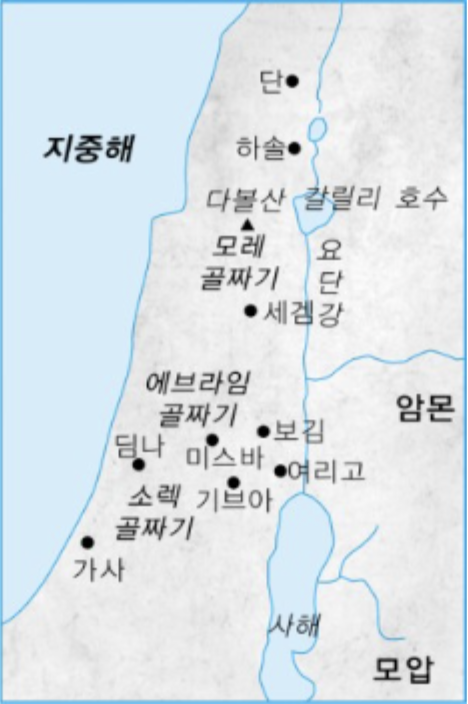 단
지중해
하솔
다볼산
갈릴리 호수
모레
골짜기
요
단
강
세겜
에브라임
골짜기
암몬
보김
딤나
미스바
여리고
소렉
골짜기
기브아
가사
사해
모압